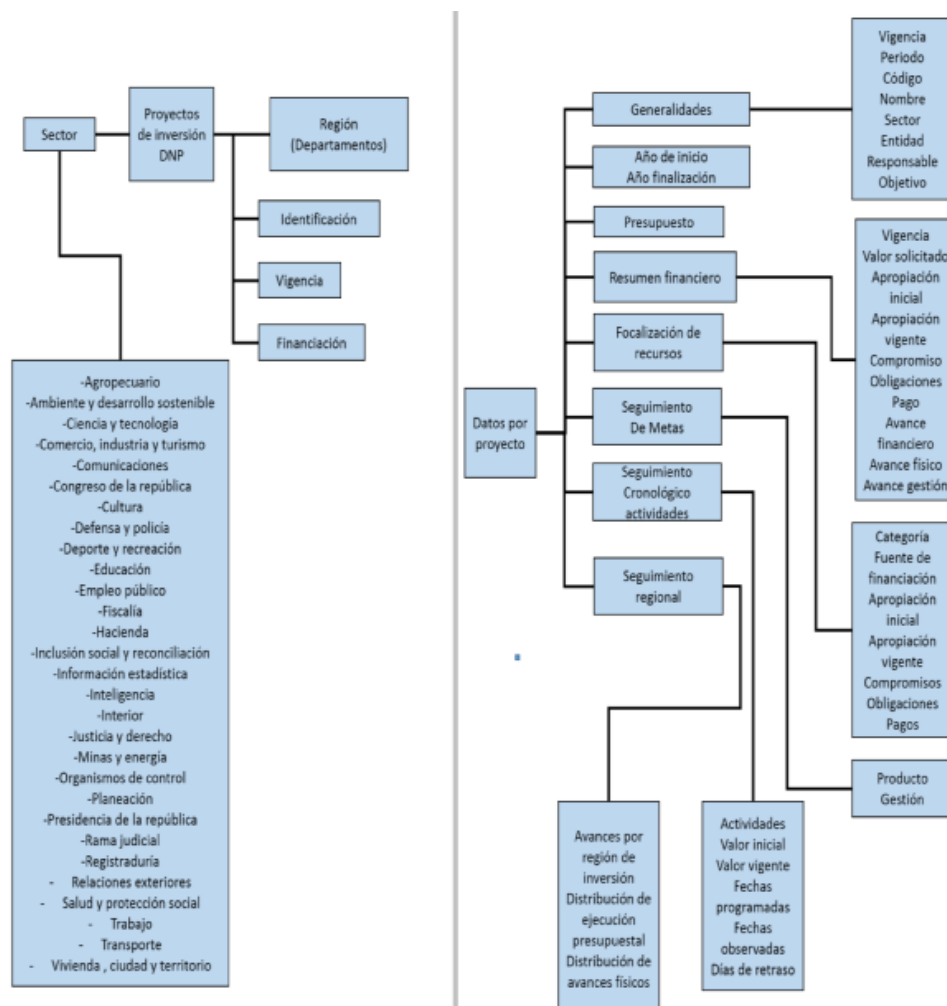 Sector
Proyectos
de inversión
DNP
Región
(Departamentos)
Identificación
Vigencia
Financiación
-Agropecuario
-Ambiente y desarrollo sostenible
-Ciencia y tecnología
-Comercio, industria y turismo
-Comunicaciones
-Congreso de la república
-Cultura
-Defensa y policía
-Deporte y recreación
-Educación
-Empleo público
-Fiscalía
-Hacienda
-Inclusión social y reconciliación
-Información estadística
-Inteligencia
-Interior
-Justicia y derecho
-Minas y energía
-Organismos de control
-Planeación
-Presidencia de la república
-Rama judicial
-Registraduría
- Relaciones exteriores
- Salud y protección social
- Trabajo
- Transporte
- Vivienda , ciudad y territorio
Datos por
proyecto
Generalidades
Año de inicio
Año finalización
Presupuesto
Resumen financiero
Focalización de
recursos
Seguimiento
De Metas
Seguimiento
Cronológico
actividades
Seguimiento
regional
Vigencia
Periodo
Código
Nombre
Sector
Entidad
Responsable
Objetivo
Vigencia
Valor solicitado
Apropiación
inicial
Apropiación
vigente
Compromiso
Obligaciones
Pago
Avance
financiero
Avance físico
Avance gestión
Categoría
Fuente de
financiación
Apropiación
inicial
Apropiación
vigente
Compromisos
Obligaciones
Pagos
Producto
Gestión
Avances por
región de
inversión
Distribución de
ejecución
presupuestal
Distribución de
avances físicos
Actividades
Valor inicial
Valor vigente
Fechas
programadas
Fechas
observadas
Días de retraso